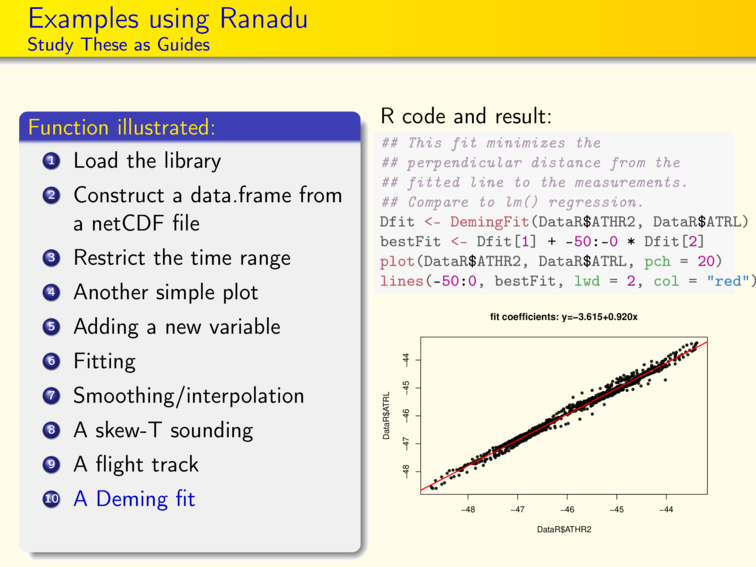 Examples using Ranadu
Study These as Guides
Function illustrated:
1 Load the library
2 Construct a data.frame from
a netCDF file
3 Restrict the time range
4 Another simple plot
5 Adding a new variable
6 Fitting
7 Smoothing/interpolation
8 A skew-T sounding
9 A flight track
10 A Deming fit
R code and result:
## This fit minimizes the
## perpendicular distance from the
## fitted line to the measurements.
## Compare to lm() regression.
Dfit <- DemingFit(DataR$ATHR2, DataR$ATRL)
bestFit <- Dfit[1] + -50:-0 * Dfit[2]
plot(DataR$ATHR2, DataR$ATRL, pch = 20)
lines(-50:0, bestFit, lwd = 2, col = "red")
fit coefficients: y=−3.615+0.920x
DataR$ATRL
−44
−45
−46
−47
−48
−48 −47 −46 −45 −44
DataR$ATHR2